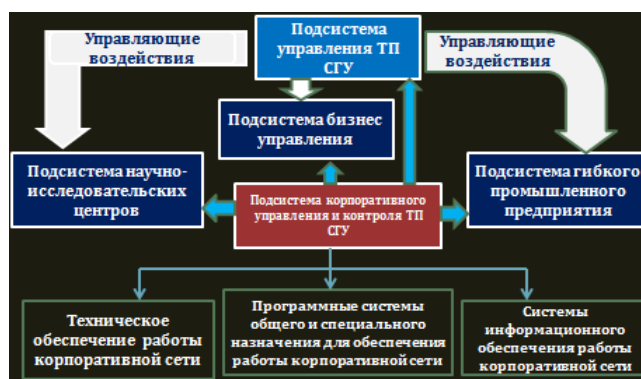 Управляющие
воздействия
Подсистема
управления ТП
СГУ
Управляющие
воздействия
Подсистема бизнес
управления
Подсистема научно-
исследовательских
центров
Подсистема корпоративного
управления и контроля ТП
СГУ
Подсистема гибкого
промышленного
предприятия
Техническое
обеспечение работы
корпоративной сети
Программные системы
общего и специального
назначения для обеспечения
работы корпоративной сети
Системы
информационного
обеспечения работы
корпоративной сети